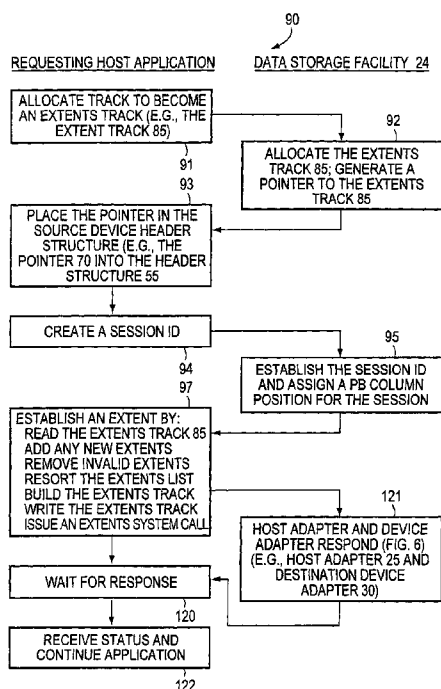 90
REQUESTING HOST APPLICATION
DATA STORAGE FACILITY 24
ALLOCATE TRACK TO BECOME
AN EXTENTS TRACK (E.G., THE
EXTENT TRACK 85)
91
92
ALLOCATE THE EXTENTS
TRACK 85; GENERATE A
POINTER TO THE EXTENTS
TRACK 85
93
PLACE THE POINTER IN THE
SOURCE DEVICE HEADER
STRUCTURE (E.G., THE
POINTER 70 INTO THE HEADER
STRUCTURE 55
CREATE A SESSION ID
94
95
ESTABLISH THE SESSION ID
AND ASSIGN A PB COLUMN
POSITION FOR THE SESSION
97
ESTABLISH AN EXTENT BY:
READ THE EXTENTS TRACK 85
ADD ANY NEW EXTENTS
REMOVE INVALID EXTENTS
RESORT THE EXTENTS LIST
BUILD THE EXTENTS TRACK
WRITE THE EXTENTS TRACK
ISSUE AN EXTENTS SYSTEM CALL
121
HOST ADAPTER AND DEVICE
ADAPTER RESPOND (FIG. 6)
(E.G., HOST ADAPTER 25 AND
DESTINATION DEVICE
ADAPTER 30)
WAIT FOR RESPONSE
120
RECEIVE STATUS AND
CONTINUE APPLICATION
122